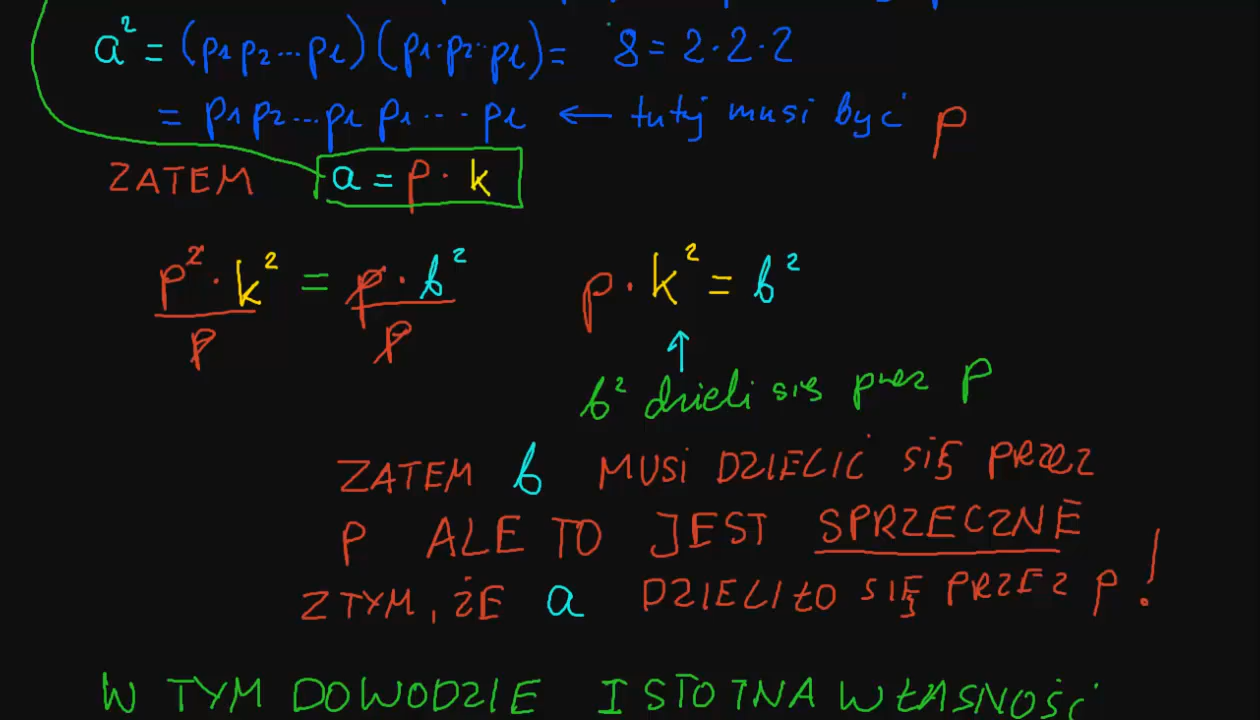 a² = (p₁p₂...pₗ)(p₁·p₂··pₗ) = 8 = 2·2·2
= p₁p₂...pₗ p₁···pₗ ← tutj musi być p
ZATEM a = p · k
p² · k² / p = p · b² / p p · k² = b²
↑
b² dzieli się przez p
ZATEM b MUSI DZIELIĆ SIĘ PRZEZ
P ALE TO JEST SPRZECZNE
Z TYM, ŻE a DZIELIŁO SIĘ PRZEZ P!
W TYM DOWODZIE ISTOTNA WŁASNOŚĆ